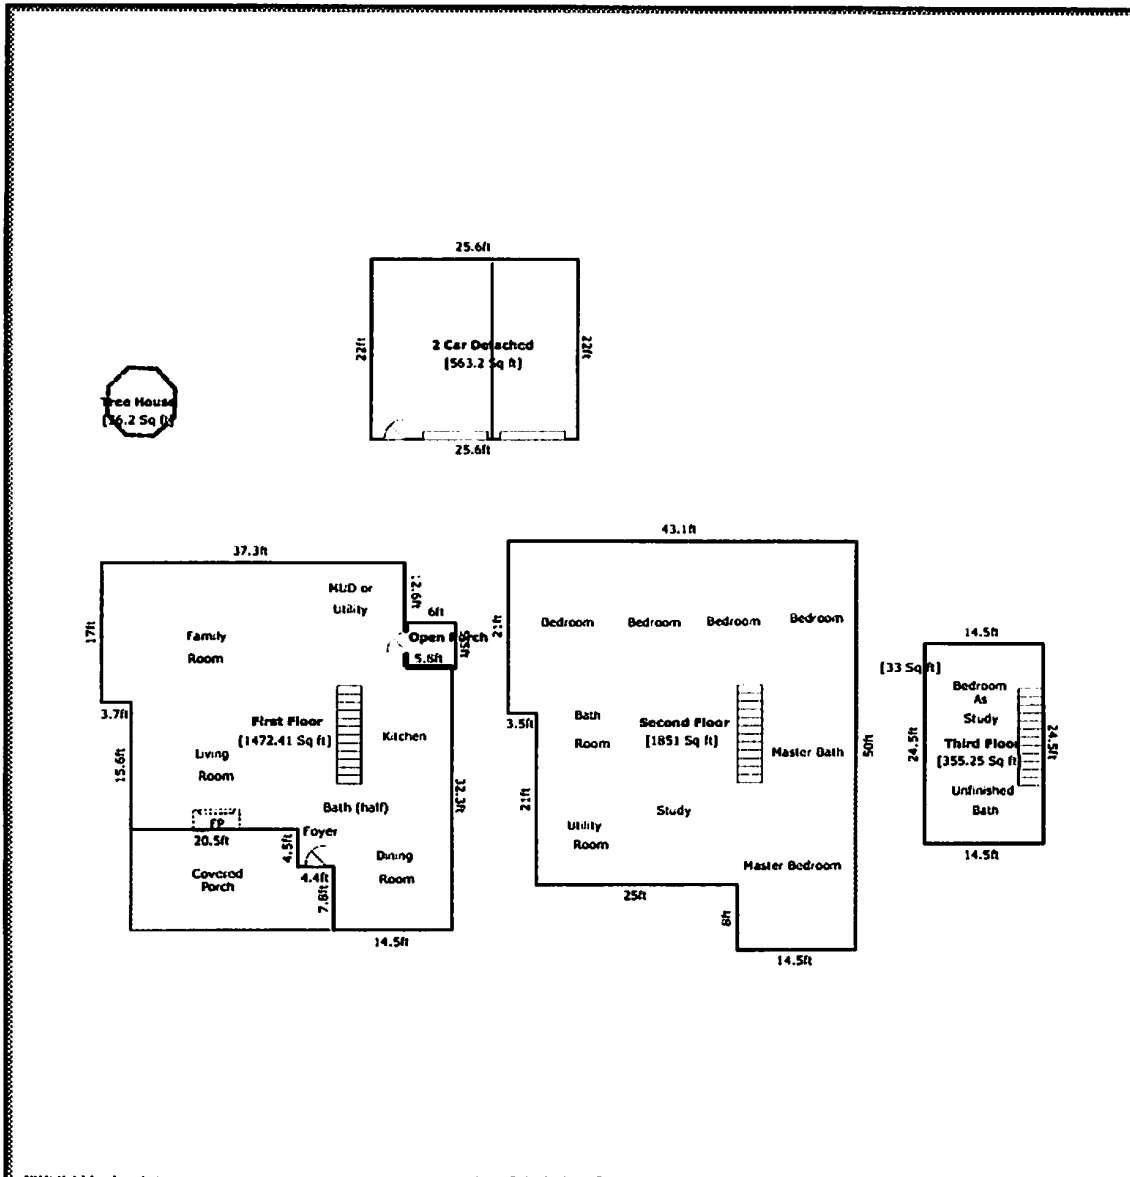 25.6ft
22ft
2 Car Detached
[563.2 Sq ft]
22ft
25.6ft
Tree House
37.3ft
17ft
MUD or
Utility
12.6ft
6ft
Family
Room
Open Porch
5.5ft
5.8ft
3.7ft
First Floor
[1472.41 Sq ft]
Kitchen
15.6ft
Living
Room
32.3ft
Bath (half)
FP
Foyer
20.5ft
4.5ft
Dining
Room
4.4ft
Covered
Porch
7.8ft
14.5ft
43.1ft
21ft
Bedroom
Bedroom
Bedroom
Bedroom
3.5ft
Bath
Room
Second Floor
[1851 Sq ft]
Master Bath
50ft
21ft
Study
Utility
Room
Master Bedroom
25ft
8ft
14.5ft
14.5ft
[33 Sq ft]
Bedroom
As
Study
24.5ft
Third Floor
[355.25 Sq ft]
24.5ft
Unfinished
Bath
14.5ft